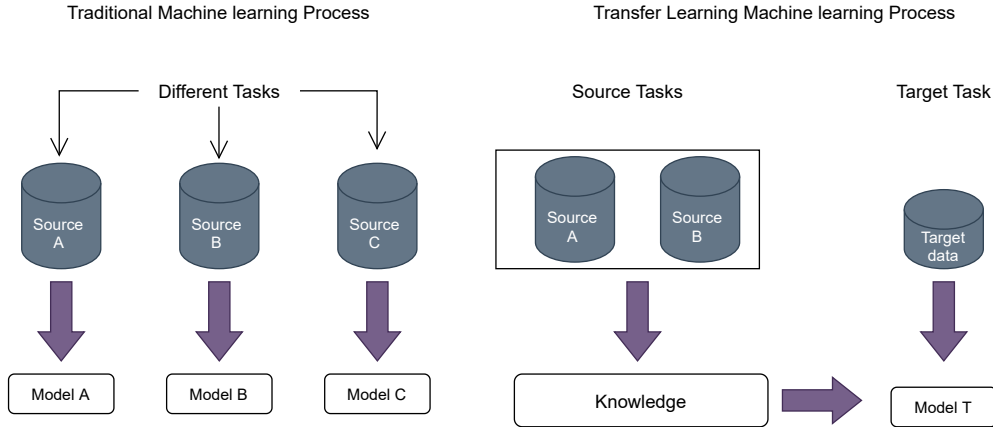 Traditional Machine learning Process
Transfer Learning Machine learning Process
Different Tasks
Source Tasks
Target Task
Source
A
Source
B
Source
C
Source
A
Source
B
Target
data
Model A
Model B
Model C
Knowledge
Model T